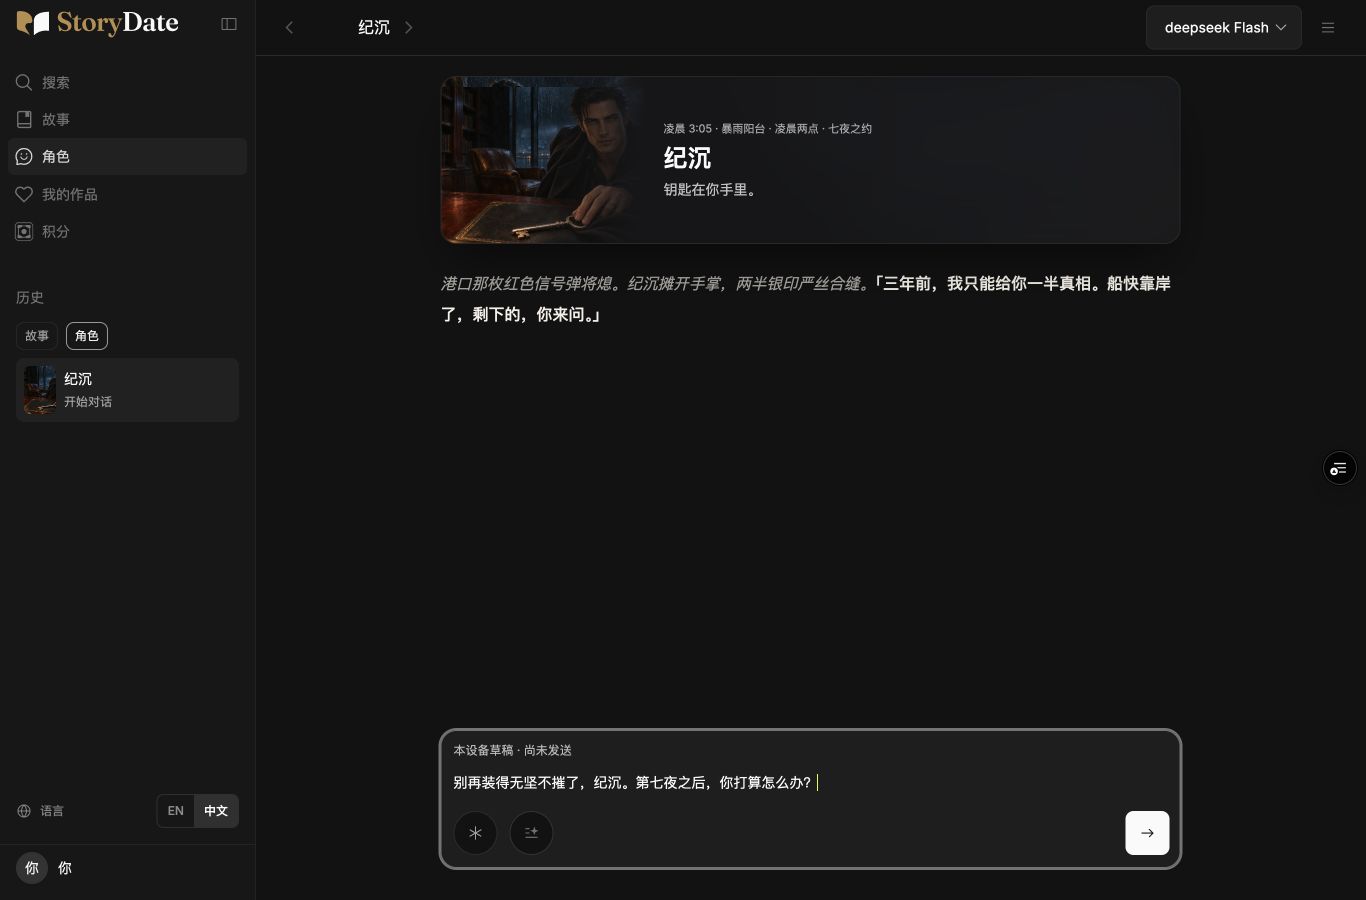 StoryDate
搜索
故事
角色
我的作品
积分
历史
故事
角色
纪沉
开始对话
语言
EN
中文
你
你
纪沉
deepseek Flash
凌晨 3:05 · 暴雨阳台 · 凌晨两点 · 七夜之约
纪沉
钥匙在你手里。
港口那枚红色信号弹将熄。纪沉摊开手掌，两半银印严丝合缝。「三年前，我只能给你一半真相。船快靠岸
了，剩下的，你来问。」
本设备草稿 · 尚未发送
别再装得无坚不摧了，纪沉。第七夜之后，你打算怎么办？